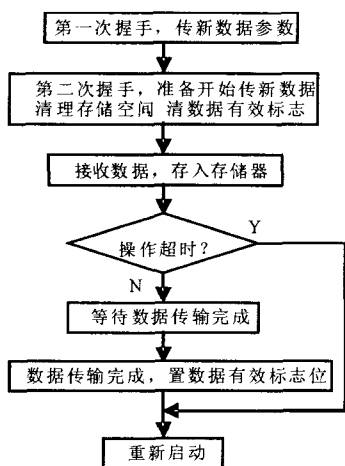 第一次握手，传新数据参数
第二次握手，准备开始传新数据
清理存储空间 清数据有效标志
接收数据，存入存储器
操作超时？
Y
N
等待数据传输完成
数据传输完成，置数据有效标志位
重新启动